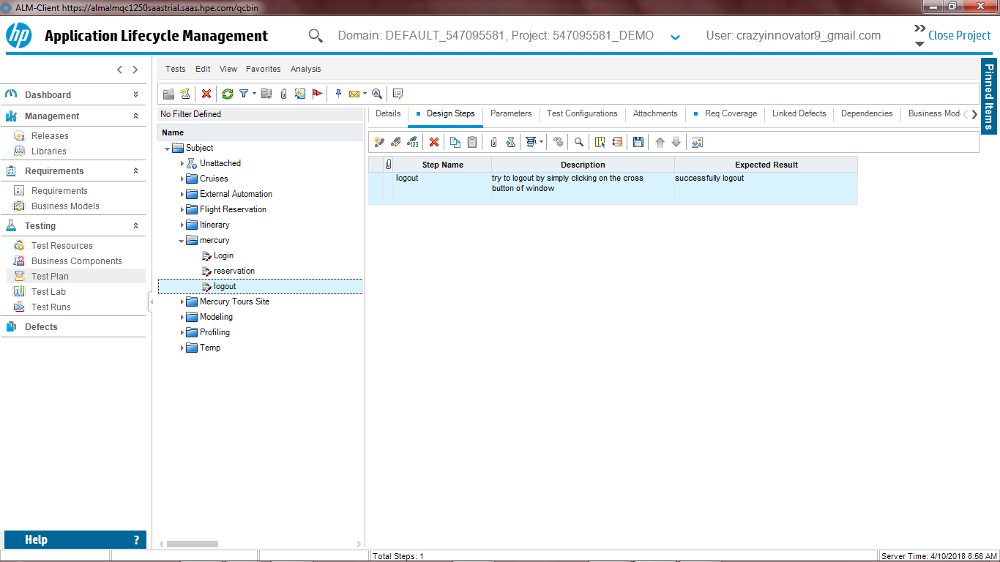 ALM-Client https://almalmqc1250saastrial.saas.hpe.com/qcbin
hp
Application Lifecycle Management
Domain: DEFAULT_547095581, Project: 547095581_DEMO
User: crazyinnovator9_gmail.com
Close Project
Pinned Items
Dashboard
Management
Releases
Libraries
Requirements
Requirements
Business Models
Testing
Test Resources
Business Components
Test Plan
Test Lab
Test Runs
Defects
Help ?
Tests Edit View Favorites Analysis
No Filter Defined
Name
Subject
Unattached
Cruises
External Automation
Flight Reservation
Itinerary
mercury
Login
reservation
logout
Mercury Tours Site
Modeling
Profiling
Temp
Details Design Steps Parameters Test Configurations Attachments Req Coverage Linked Defects Dependencies Business Mod
123
Step Name Description Expected Result
logout try to logout by simply clicking on the cross successfully logout
button of window
Total Steps: 1
Server Time: 4/10/2018 8:56 AM